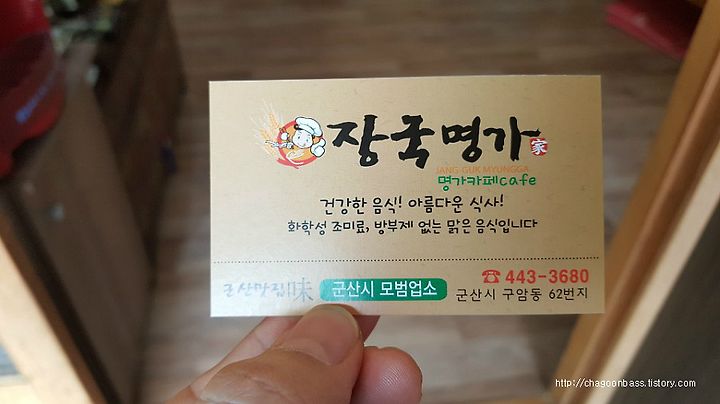 장국명가 家
JANG GUK MYUNGGA
명가카페cafe
건강한 음식! 아름다운 식사!
화학성 조미료, 방부제 없는 맑은 음식입니다
군산맛집味 군산시 모범업소 ☎ 443-3680
군산시 구암동 62번지
http://chagoonbass.tistory.com